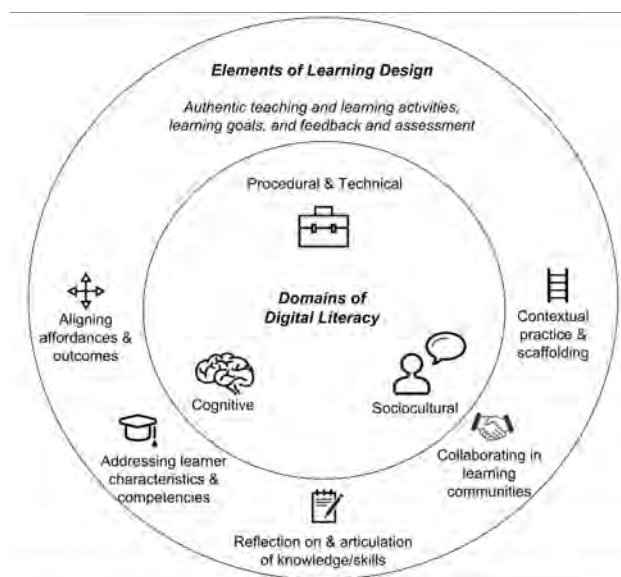 Elements of Learning Design
Authentic teaching and learning activities,
learning goals, and feedback and assessment
Procedural & Technical
Domains of
Digital Literacy
Aligning
affordances &
outcomes
Contextual
practice &
scaffolding
Cognitive
Sociocultural
Addressing learner
characteristics &
competencies
Collaborating in
learning
communities
Reflection on & articulation
of knowledge/skills